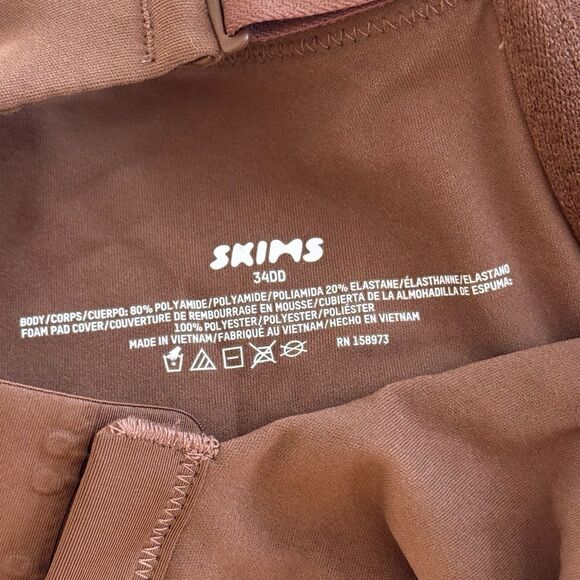 SKIMS
34DD
BODY/CORPS/CUERPO: 80% POLYAMIDE/POLYAMIDE/POLIAMIDA 20% ELASTANE/ÉLASTHANNE/ELASTANO
FOAM PAD COVER/COUVERTURE DE REMBOURRAGE EN MOUSSE/CUBIERTA DE LA ALMOHADILLA DE ESPUMA:
100% POLYESTER/POLYESTER/POLIÉSTER
MADE IN VIETNAM/FABRIQUÉ AU VIETNAM/HECHO EN VIETNAM
RN 158973